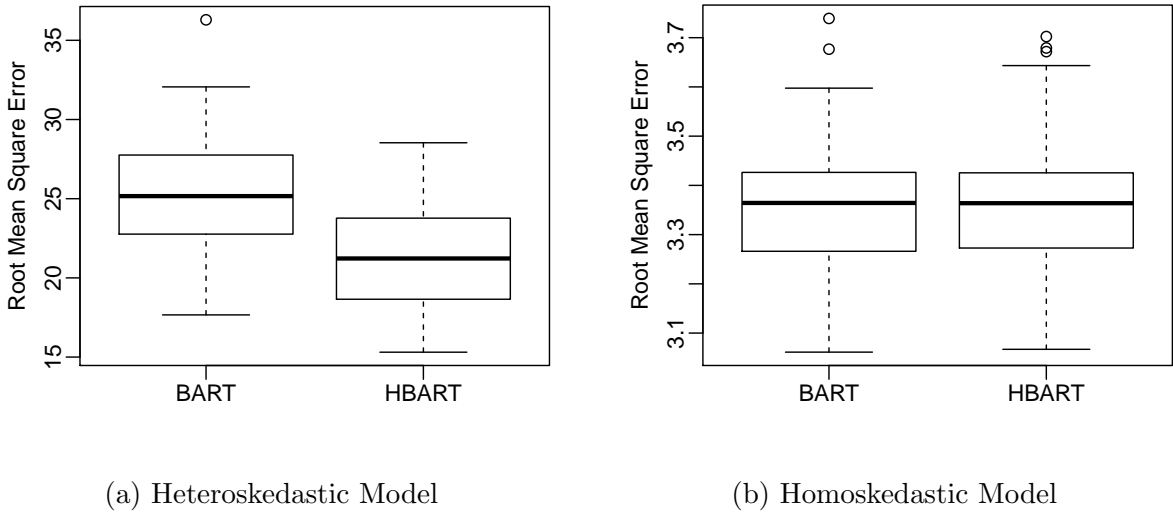 Root Mean Square Error
35
30
25
20
15
BART HBART
(a) Heteroskedastic Model
Root Mean Square Error
3.7
3.5
3.3
3.1
BART HBART
(b) Homoskedastic Model